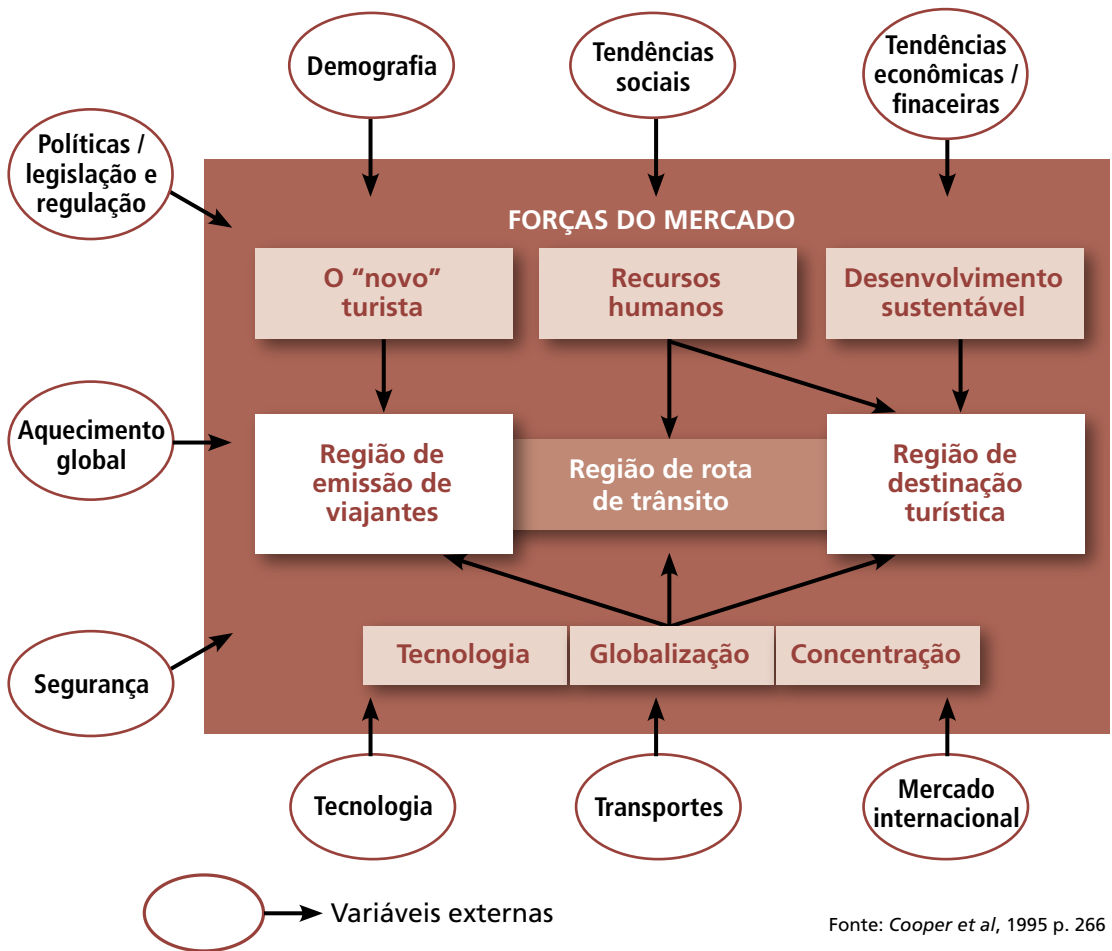 Demografia
Tendências
sociais
Tendências
econômicas /
finaceiras
Políticas /
legislação e
regulação
FORÇAS DO MERCADO
O “novo”
turista
Recursos
humanos
Desenvolvimento
sustentável
Aquecimento
global
Região de
emissão de
viajantes
Região de rota
de trânsito
Região de
destinação
turística
Segurança
Tecnologia
Globalização
Concentração
Tecnologia
Transportes
Mercado
internacional
Variáveis externas
Fonte: Cooper et al, 1995 p. 266